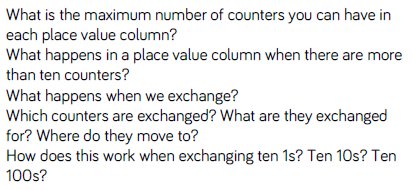 What is the maximum number of counters you can have in
each place value column?
What happens in a place value column when there are more
than ten counters?
What happens when we exchange?
Which counters are exchanged? What are they exchanged
for? Where do they move to?
How does this work when exchanging ten 1s? Ten 10s? Ten
100s?